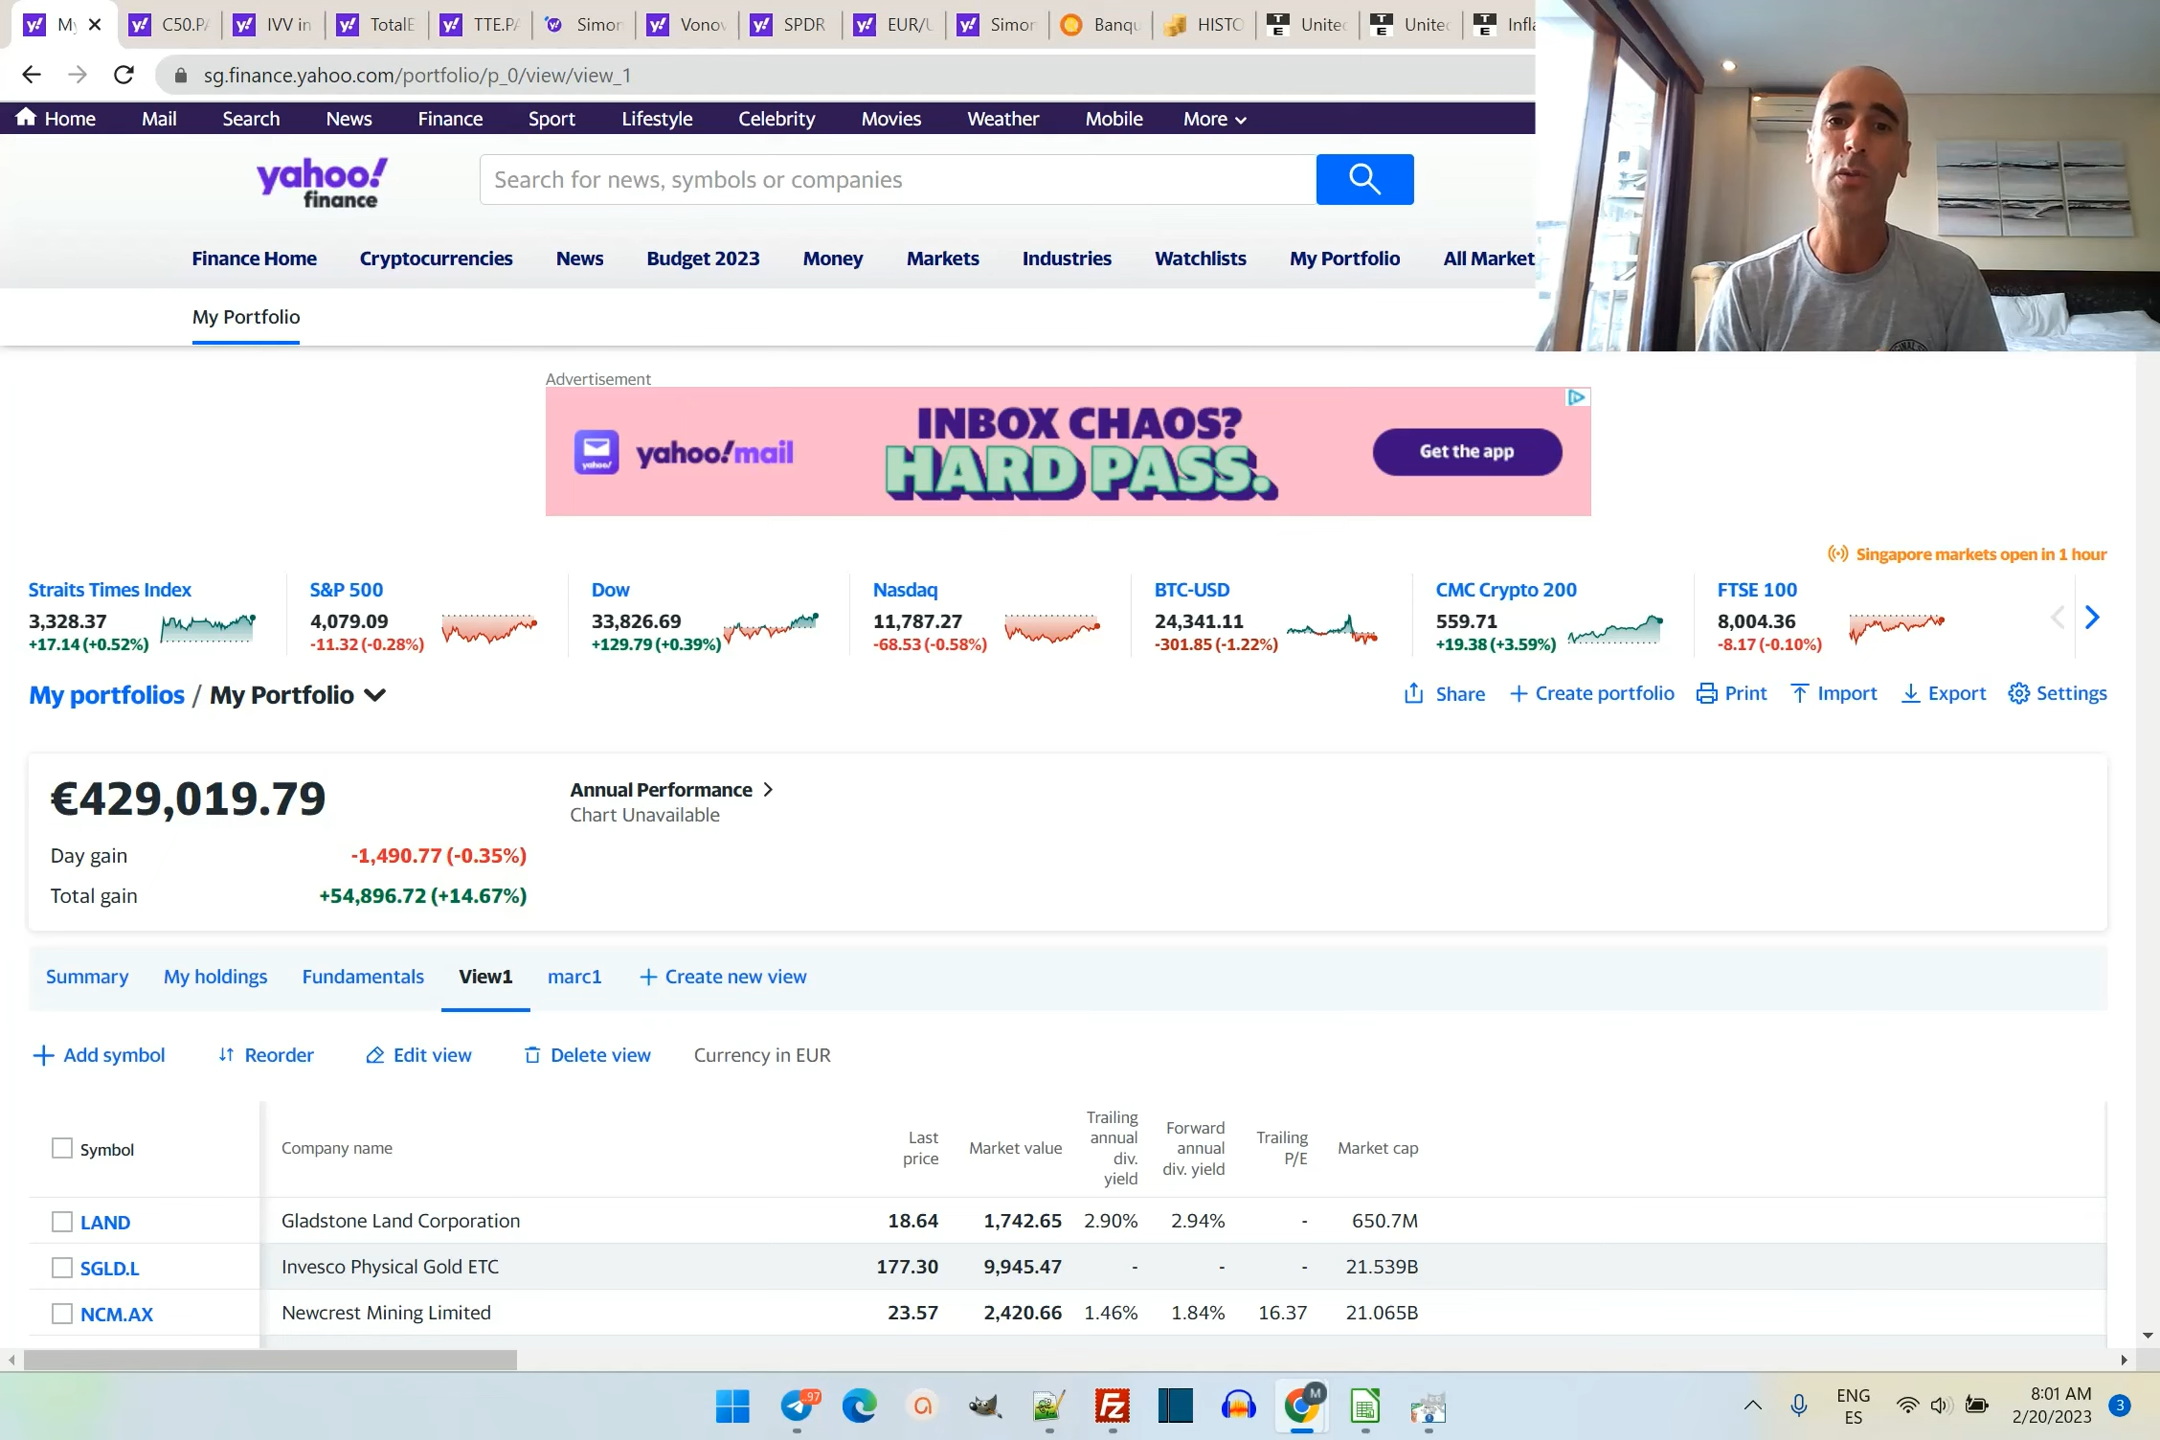 My
C50.PA
IVV in
TotalE
TTE.PA
Simon
Vonov
SPDR
EUR/U
Simon
Banqu
HISTO
Unitec
Unitec
Infla
sg.finance.yahoo.com/portfolio/p_0/view/view_1
Home Mail Search News Finance Sport Lifestyle Celebrity Movies Weather Mobile More
yahoo!
finance
Search for news, symbols or companies
Finance Home Cryptocurrencies News Budget 2023 Money Markets Industries Watchlists My Portfolio All Market
My Portfolio
Advertisement
yahoo!
yahoo!mail
INBOX CHAOS?
HARD PASS.
Get the app
Singapore markets open in 1 hour
Straits Times Index
3,328.37
+17.14 (+0.52%)
S&P 500
4,079.09
-11.32 (-0.28%)
Dow
33,826.69
+129.79 (+0.39%)
Nasdaq
11,787.27
-68.53 (-0.58%)
BTC-USD
24,341.11
-301.85 (-1.22%)
CMC Crypto 200
559.71
+19.38 (+3.59%)
FTSE 100
8,004.36
-8.17 (-0.10%)
My portfolios / My Portfolio
Share + Create portfolio Print Import Export Settings
€429,019.79
Day gain -1,490.77 (-0.35%)
Total gain +54,896.72 (+14.67%)
Annual Performance
Chart Unavailable
Summary My holdings Fundamentals View1 marc1 + Create new view
+ Add symbol Reorder Edit view Delete view Currency in EUR
Symbol
Company name
Last
price
Market value
Trailing
annual
div.
yield
Forward
annual
div. yield
Trailing
P/E
Market cap
LAND Gladstone Land Corporation 18.64 1,742.65 2.90% 2.94% - 650.7M
SGLD.L Invesco Physical Gold ETC 177.30 9,945.47 - - - 21.539B
NCM.AX Newcrest Mining Limited 23.57 2,420.66 1.46% 1.84% 16.37 21.065B
97
M
ENG
ES
8:01 AM
2/20/2023
3